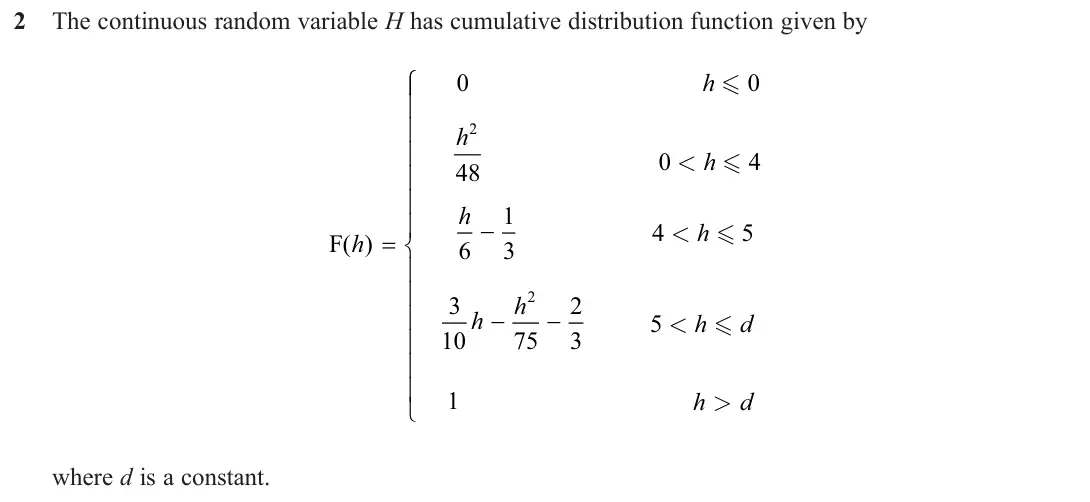 2 The continuous random variable H has cumulative distribution function given by
0 h ⩽ 0
h²/48 0 < h ⩽ 4
F(h) = { h/6 − 1/3 4 < h ⩽ 5
3/10 h − h²/75 − 2/3 5 < h ⩽ d
1 h > d
where d is a constant.